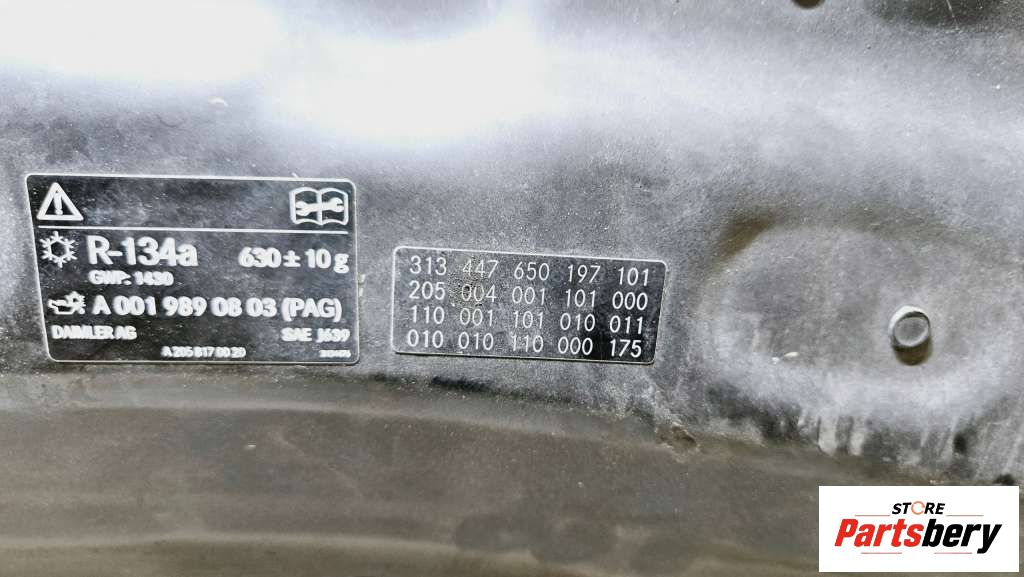 R-134a 630 ± 10 g
GWP: 1430
A 001 989 08 03 (PAG)
DAIMLER AG SAE J639
A 205 817 00 20
313 447 650 197 101
205 004 001 101 000
110 001 101 010 011
010 010 110 000 175
STORE
Partsbery